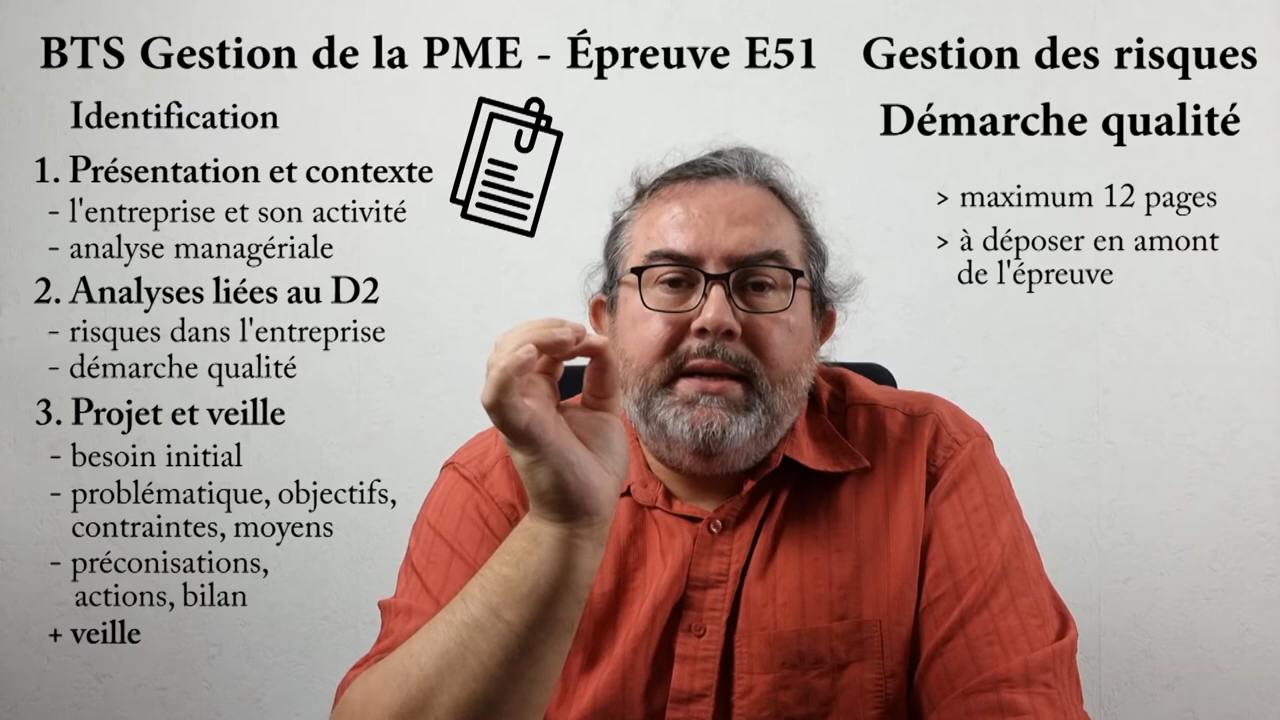 BTS Gestion de la PME - Épreuve E51
Gestion des risques
Démarche qualité
Identification
1. Présentation et contexte
- l'entreprise et son activité
- analyse managériale
2. Analyses liées au D2
- risques dans l'entreprise
- démarche qualité
3. Projet et veille
- besoin initial
- problématique, objectifs,
contraintes, moyens
- préconisations,
actions, bilan
+ veille
> maximum 12 pages
> à déposer en amont
de l'épreuve